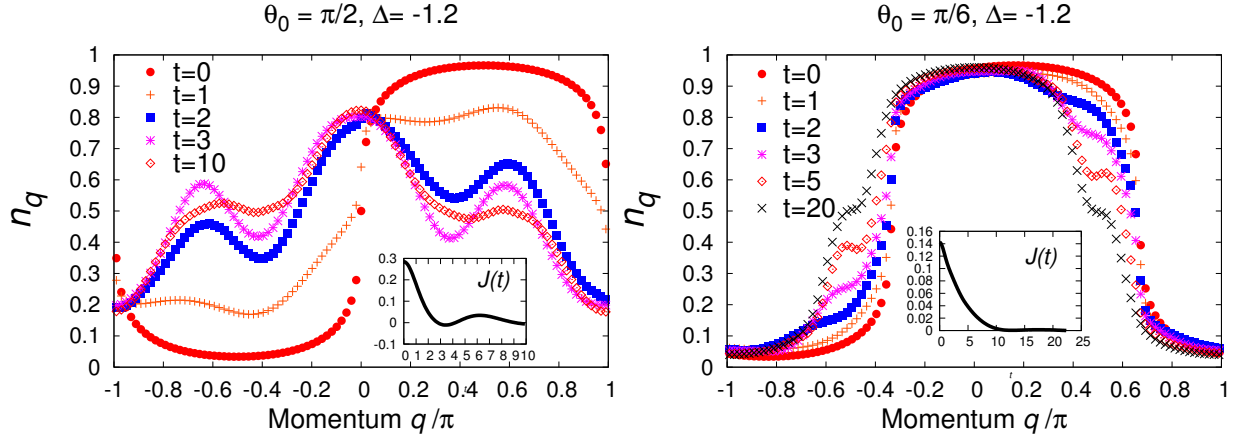 θ0 = π/2, Δ= -1.2
1
0.9
0.8
0.7
0.6
0.5
0.4
0.3
0.2
0.1
0
nq
t=0
t=1
t=2
t=3
t=10
0.3
0.2
0.1
0
-0.1
J(t)
0 1 2 3 4 5 6 7 8 9 10
t
-1 -0.8 -0.6 -0.4 -0.2 0 0.2 0.4 0.6 0.8 1
Momentum q/π
θ0 = π/6, Δ= -1.2
1
0.9
0.8
0.7
0.6
0.5
0.4
0.3
0.2
0.1
0
nq
t=0
t=1
t=2
t=3
t=5
t=20
0.16
0.14
0.12
0.1
0.08
0.06
0.04
0.02
0
J(t)
0 5 10 15 20 25
t
-1 -0.8 -0.6 -0.4 -0.2 0 0.2 0.4 0.6 0.8 1
Momentum q/π